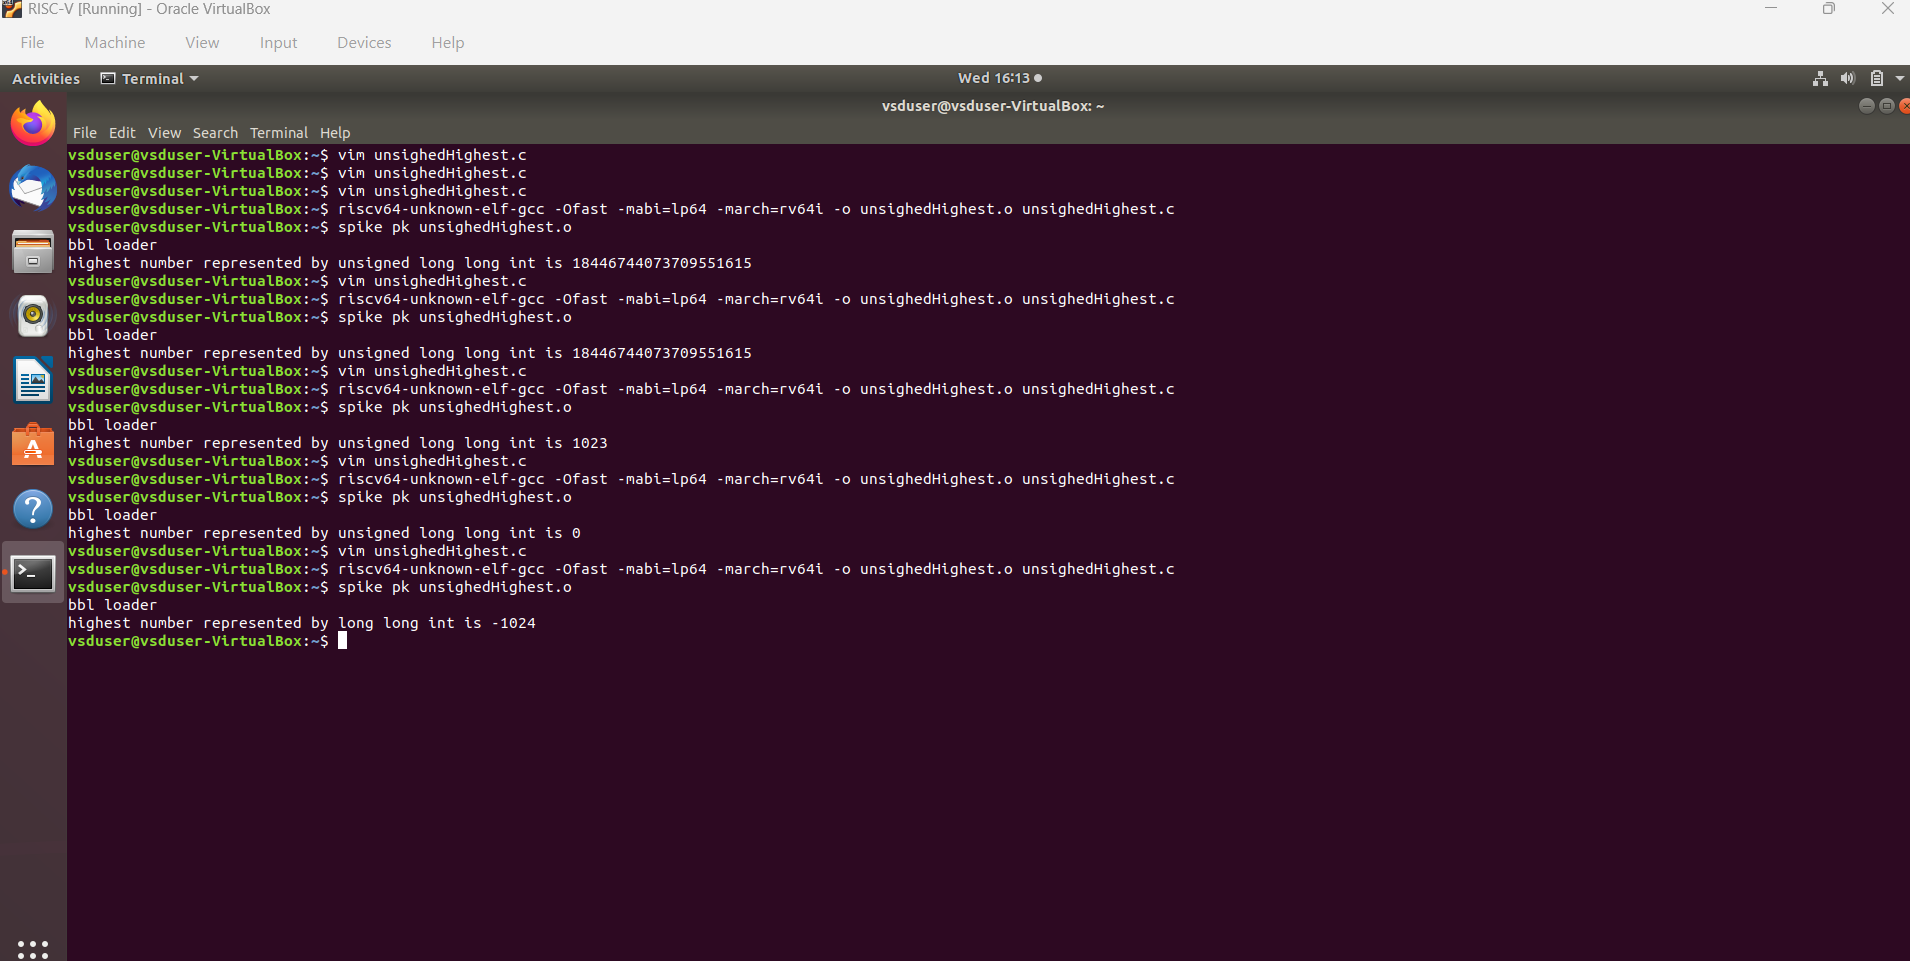 RISC-V [Running] - Oracle VirtualBox
File Machine View Input Devices Help
Activities Terminal Wed 16:13
vsduser@vsduser-VirtualBox: ~
File Edit View Search Terminal Help
vsduser@vsduser-VirtualBox:~$ vim unsighedHighest.c
vsduser@vsduser-VirtualBox:~$ vim unsighedHighest.c
vsduser@vsduser-VirtualBox:~$ vim unsighedHighest.c
vsduser@vsduser-VirtualBox:~$ riscv64-unknown-elf-gcc -Ofast -mabi=lp64 -march=rv64i -o unsighedHighest.o unsighedHighest.c
vsduser@vsduser-VirtualBox:~$ spike pk unsighedHighest.o
bbl loader
highest number represented by unsigned long long int is 18446744073709551615
vsduser@vsduser-VirtualBox:~$ vim unsighedHighest.c
vsduser@vsduser-VirtualBox:~$ riscv64-unknown-elf-gcc -Ofast -mabi=lp64 -march=rv64i -o unsighedHighest.o unsighedHighest.c
vsduser@vsduser-VirtualBox:~$ spike pk unsighedHighest.o
bbl loader
highest number represented by unsigned long long int is 18446744073709551615
vsduser@vsduser-VirtualBox:~$ vim unsighedHighest.c
vsduser@vsduser-VirtualBox:~$ riscv64-unknown-elf-gcc -Ofast -mabi=lp64 -march=rv64i -o unsighedHighest.o unsighedHighest.c
vsduser@vsduser-VirtualBox:~$ spike pk unsighedHighest.o
bbl loader
highest number represented by unsigned long long int is 1023
vsduser@vsduser-VirtualBox:~$ vim unsighedHighest.c
vsduser@vsduser-VirtualBox:~$ riscv64-unknown-elf-gcc -Ofast -mabi=lp64 -march=rv64i -o unsighedHighest.o unsighedHighest.c
vsduser@vsduser-VirtualBox:~$ spike pk unsighedHighest.o
bbl loader
highest number represented by unsigned long long int is 0
vsduser@vsduser-VirtualBox:~$ vim unsighedHighest.c
vsduser@vsduser-VirtualBox:~$ riscv64-unknown-elf-gcc -Ofast -mabi=lp64 -march=rv64i -o unsighedHighest.o unsighedHighest.c
vsduser@vsduser-VirtualBox:~$ spike pk unsighedHighest.o
bbl loader
highest number represented by long long int is -1024
vsduser@vsduser-VirtualBox:~$